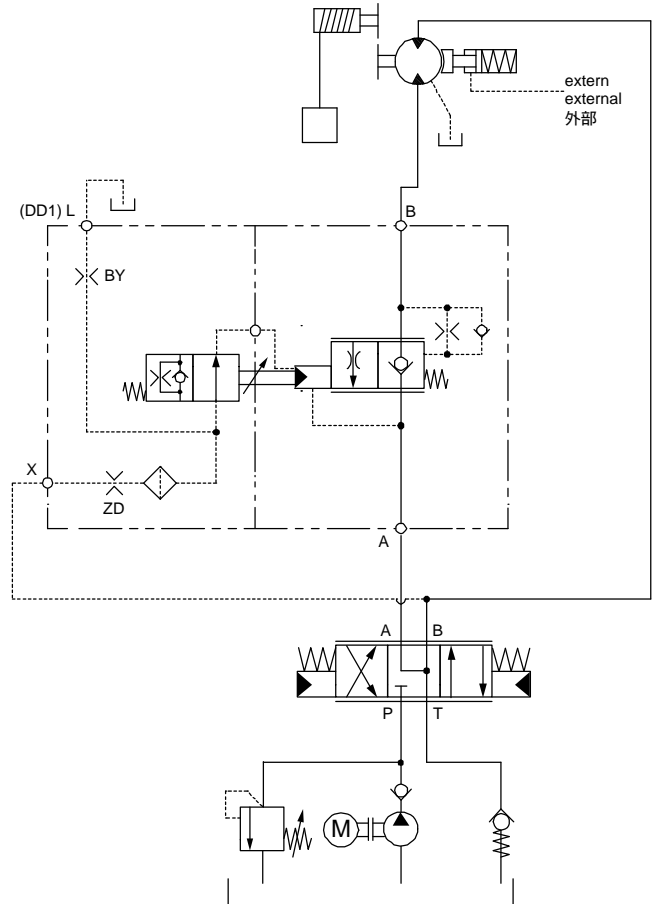 extern
external
外部
(DD1) L
B
BY
X
ZD
A
A B
P T
M